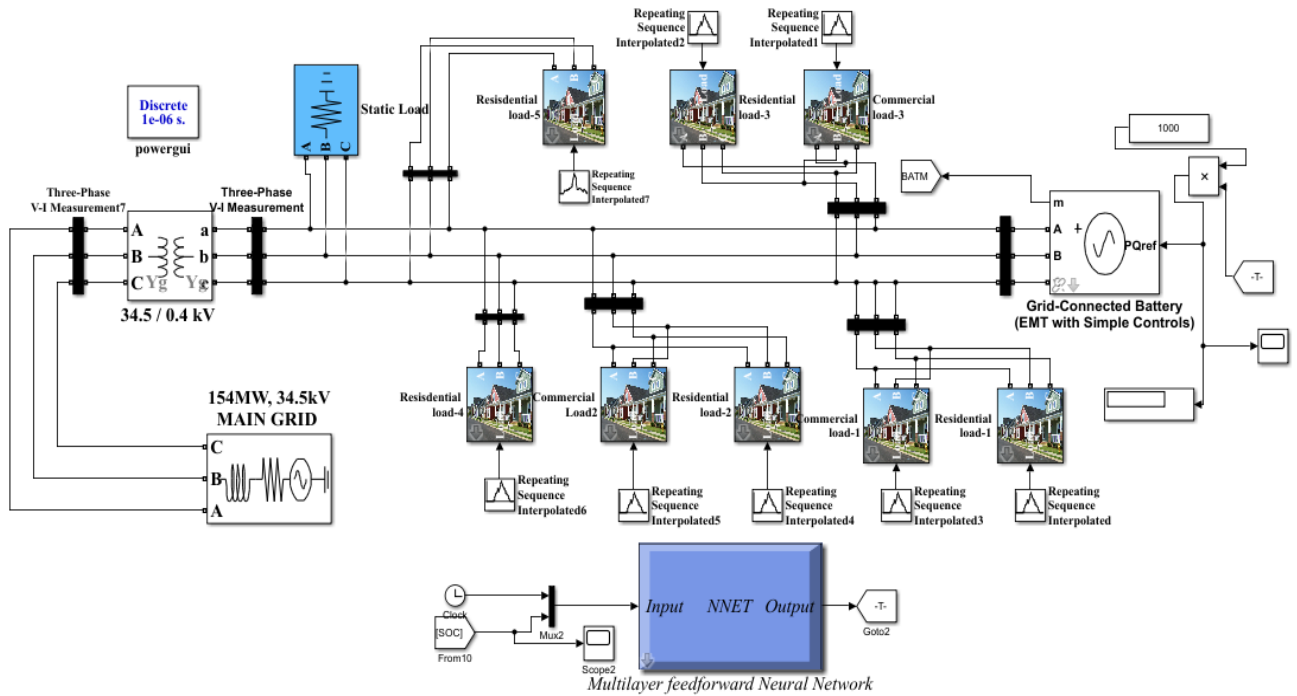 Repeating
Sequence
Interpolated2
Repeating
Sequence
Interpolated1
Discrete
1e-06 s.
powergui
Static Load
A
B
C
Resisdential
load-5
A
B
Residential
load-3
A
B
C
Commercial
load-3
A
B
1000
×
BATM
Repeating
Sequence
Interpolated7
Three-Phase
V-I Measurement7
Three-Phase
V-I Measurement
A
B
C
a
b
c
Yg
Yg
34.5 / 0.4 kV
m
A
B
+
PQref
-T-
Grid-Connected Battery
(EMT with Simple Controls)
154MW, 34.5kV
MAIN GRID
C
B
A
Resisdential
load-4
A
B
Commercial
Load2
A
B
C
Residential
load-2
A
B
C
Commercial
load-1
A
B
Residential
load-1
A
B
Repeating
Sequence
Interpolated6
Repeating
Sequence
Interpolated5
Repeating
Sequence
Interpolated4
Repeating
Sequence
Interpolated3
Repeating
Sequence
Interpolated
Clock
[SOC]
From10
Mux2
Scope2
Input
NNET
Output
-T-
Goto2
Multilayer feedforward Neural Network